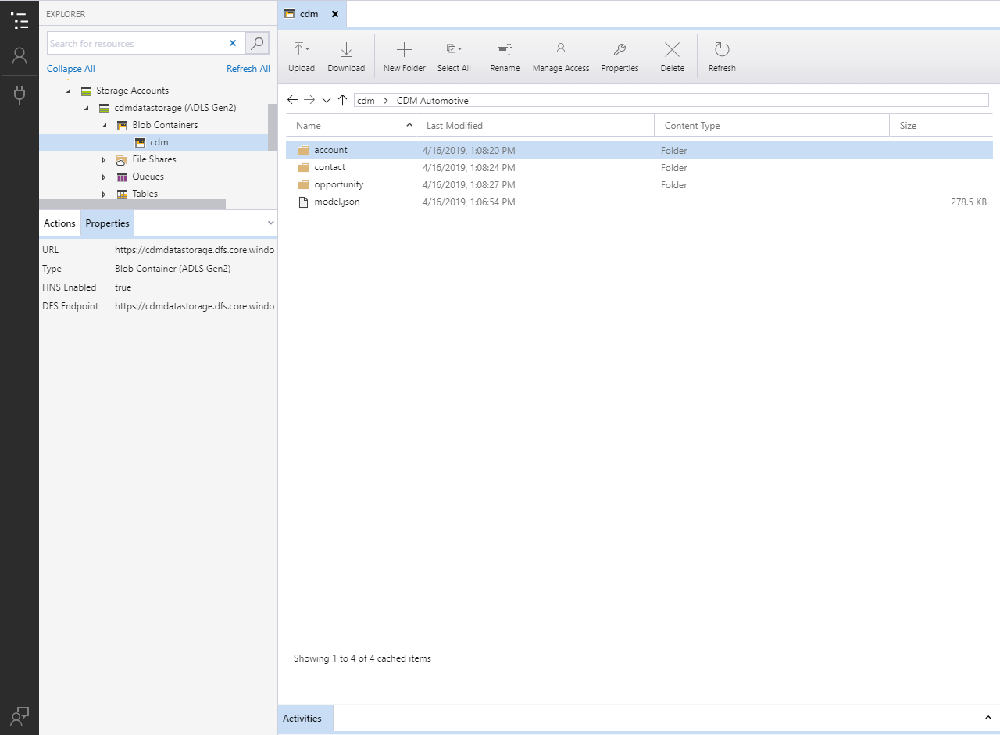 EXPLORER
Search for resources
Collapse All Refresh All
Storage Accounts
cdmdatastorage (ADLS Gen2)
Blob Containers
cdm
File Shares
Queues
Tables
Actions Properties
URL https://cdmdatastorage.dfs.core.windo
Type Blob Container (ADLS Gen2)
HNS Enabled true
DFS Endpoint https://cdmdatastorage.dfs.core.windo
cdm
Upload Download New Folder Select All Rename Manage Access Properties Delete Refresh
cdm > CDM Automotive
Name Last Modified Content Type Size
account 4/16/2019, 1:08:20 PM Folder
contact 4/16/2019, 1:08:24 PM Folder
opportunity 4/16/2019, 1:08:27 PM Folder
model.json 4/16/2019, 1:06:54 PM 278.5 KB
Showing 1 to 4 of 4 cached items
Activities